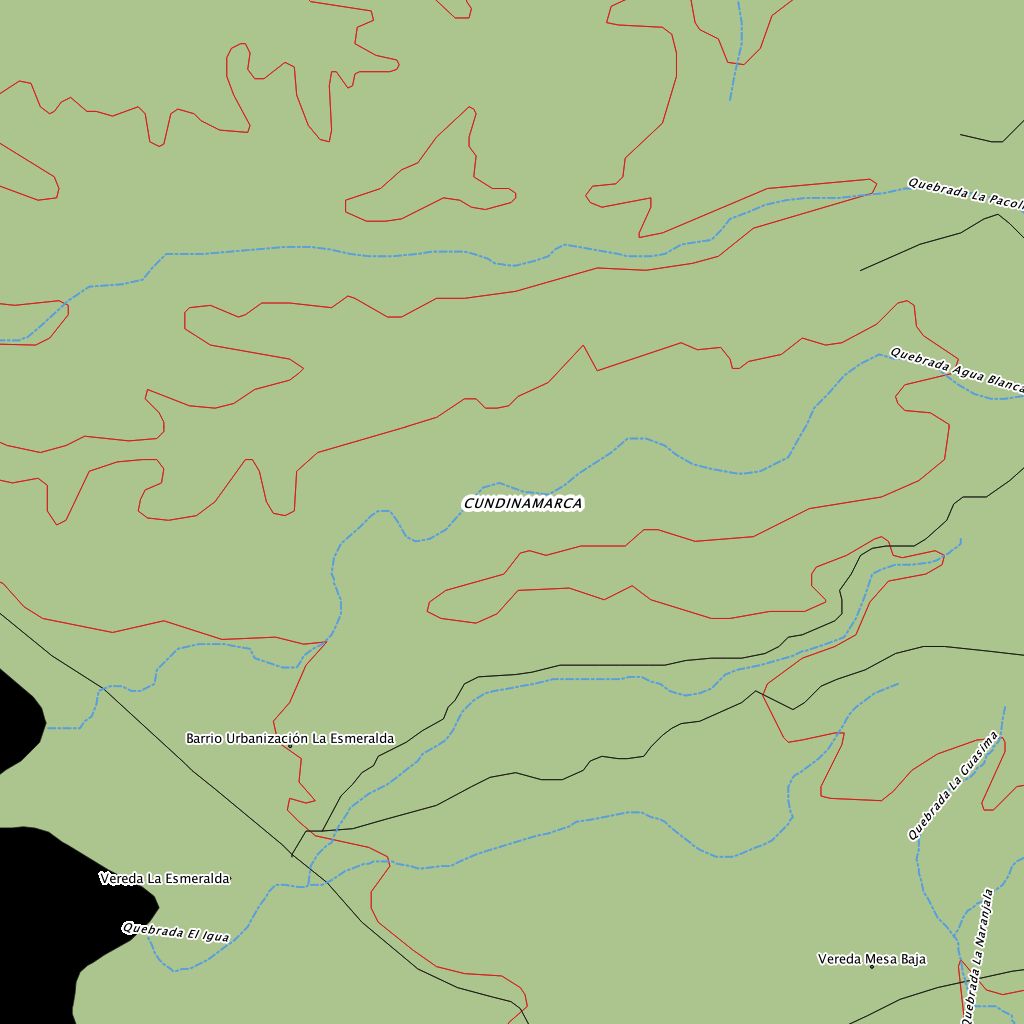 Quebrada La Pacoli
Quebrada Agua Blanca
CUNDINAMARCA
Barrio Urbanización La Esmeralda
Quebrada La Guasima
Vereda La Esmeralda
Quebrada El Igua
Quebrada La Naranjala
Vereda Mesa Baja